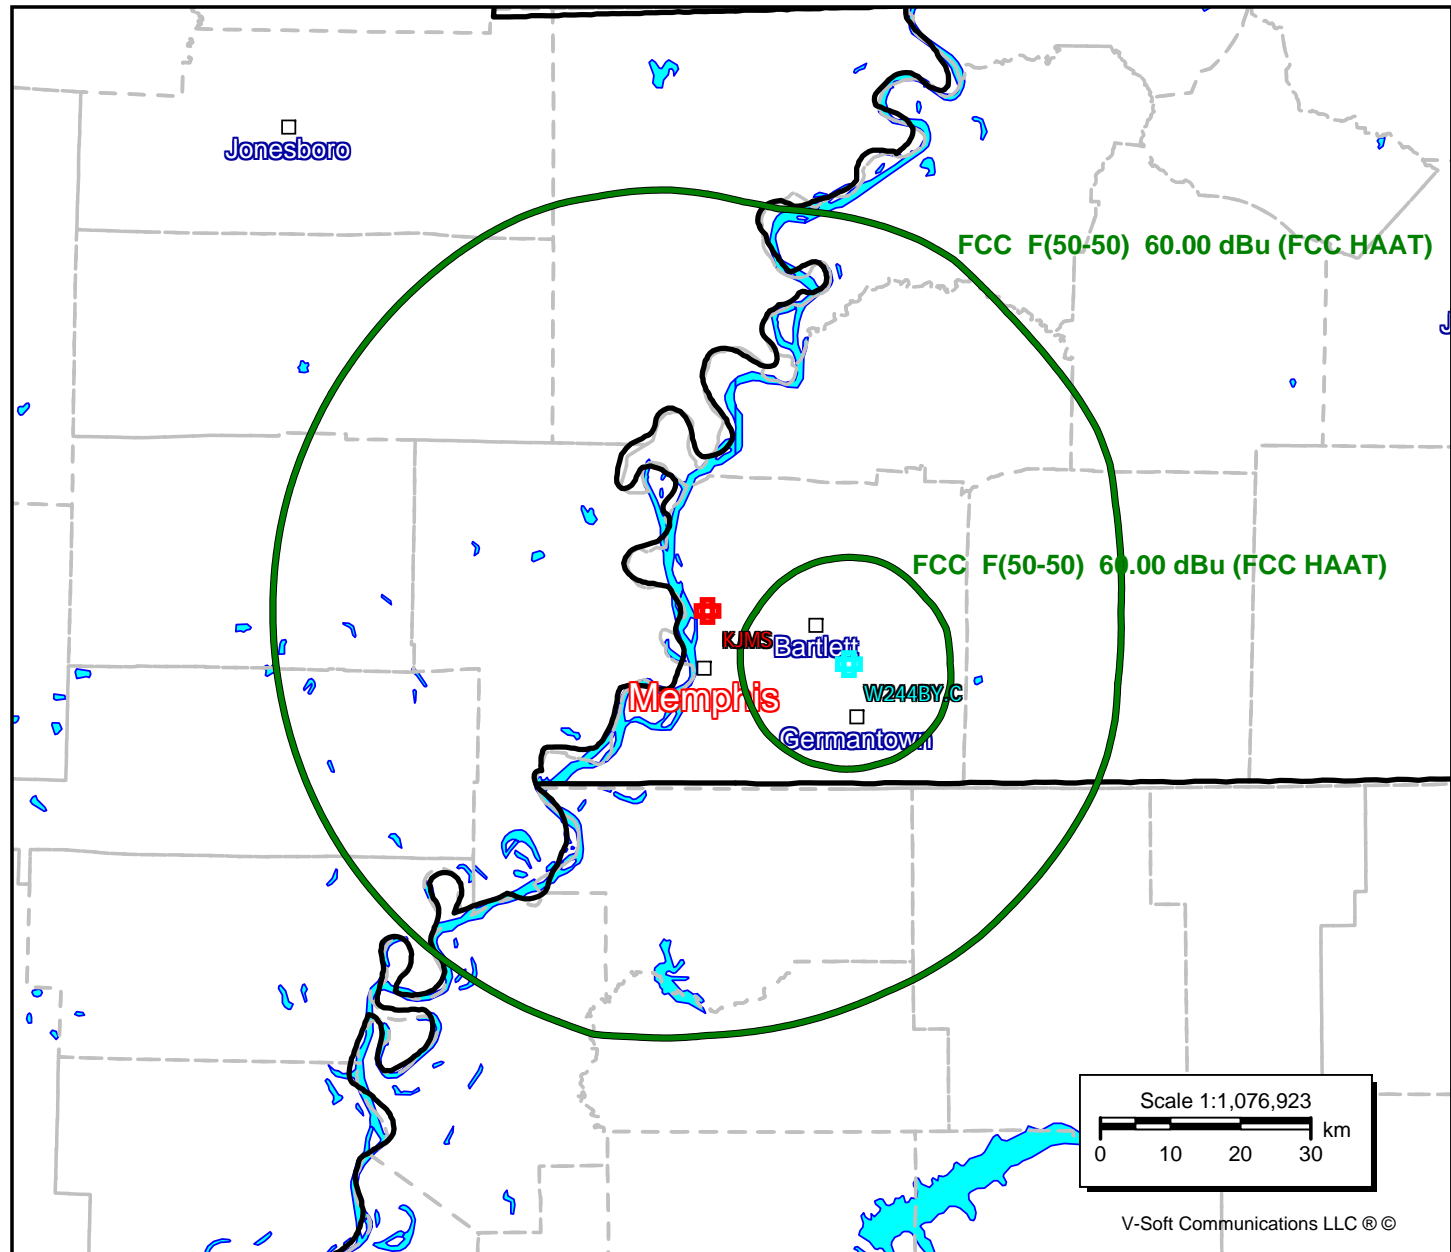 Jonesboro
FCC F(50-50) 60.00 dBu (FCC HAAT)
J
FCC F(50-50) 60.00 dBu (FCC HAAT)
KJMS
Bartlett
W244BY.C
Memphis
Germantown
Scale 1:1,076,923
km
0 10 20 30
V-Soft Communications LLC ® ©